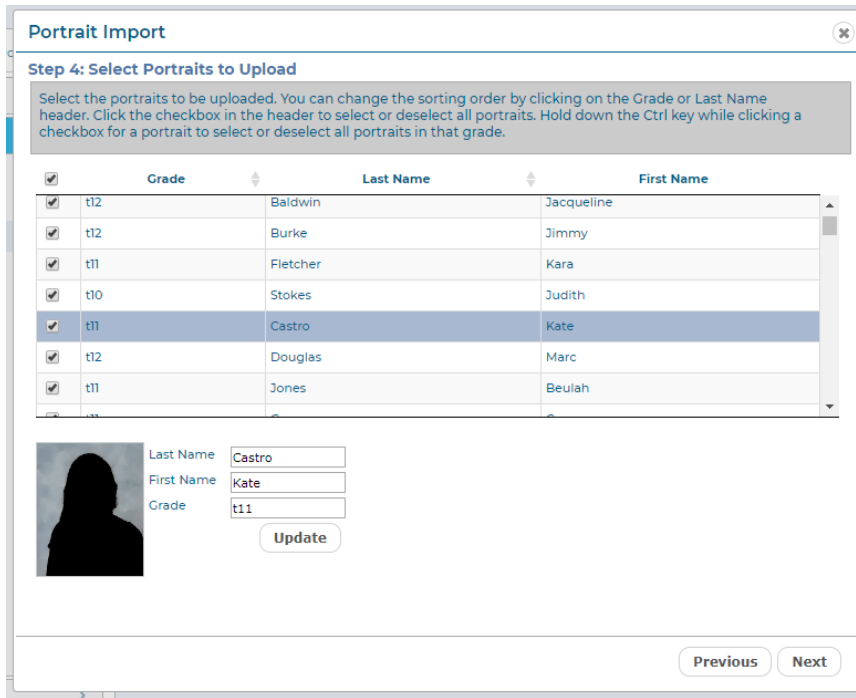 Portrait Import
Step 4: Select Portraits to Upload
Select the portraits to be uploaded. You can change the sorting order by clicking on the Grade or Last Name
header. Click the checkbox in the header to select or deselect all portraits. Hold down the Ctrl key while clicking a
checkbox for a portrait to select or deselect all portraits in that grade.
Grade Last Name First Name
t12 Baldwin Jacqueline
t12 Burke Jimmy
t11 Fletcher Kara
t10 Stokes Judith
t11 Castro Kate
t12 Douglas Marc
t11 Jones Beulah
Last Name Castro
First Name Kate
Grade t11
Update
Previous Next